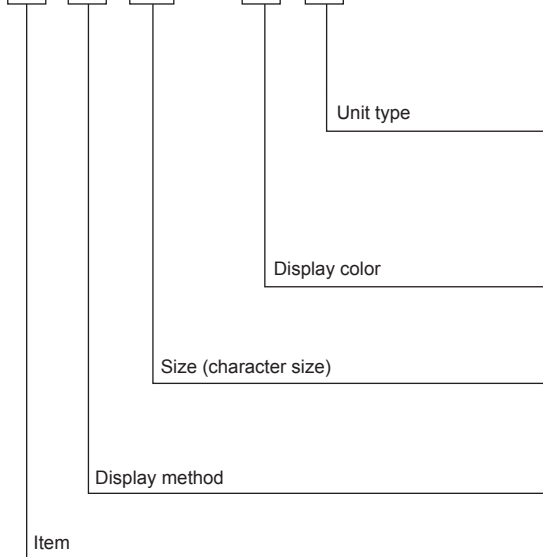 Unit type
Display color
Size (character size)
Display method
Item